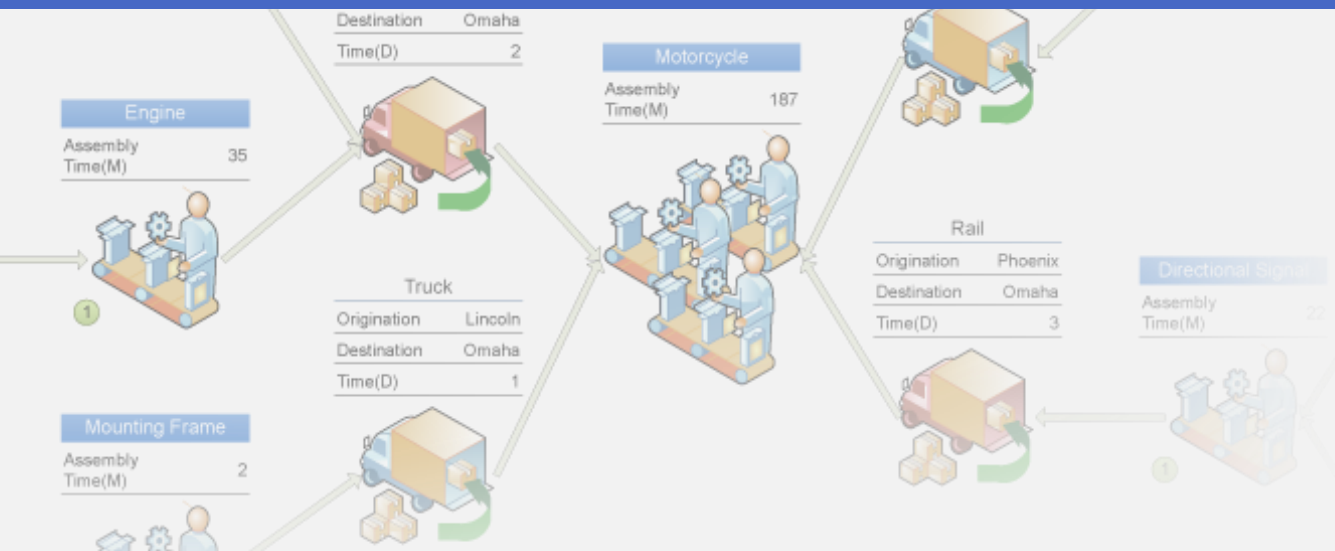 Destination Omaha
Time(D) 2
Motorcycle
Assembly
Time(M) 187
Engine
Assembly
Time(M) 35
1
Truck
Origination Lincoln
Destination Omaha
Time(D) 1
Rail
Origination Phoenix
Destination Omaha
Time(D) 3
Directional Signal
Assembly
Time(M) 22
1
Mounting Frame
Assembly
Time(M) 2